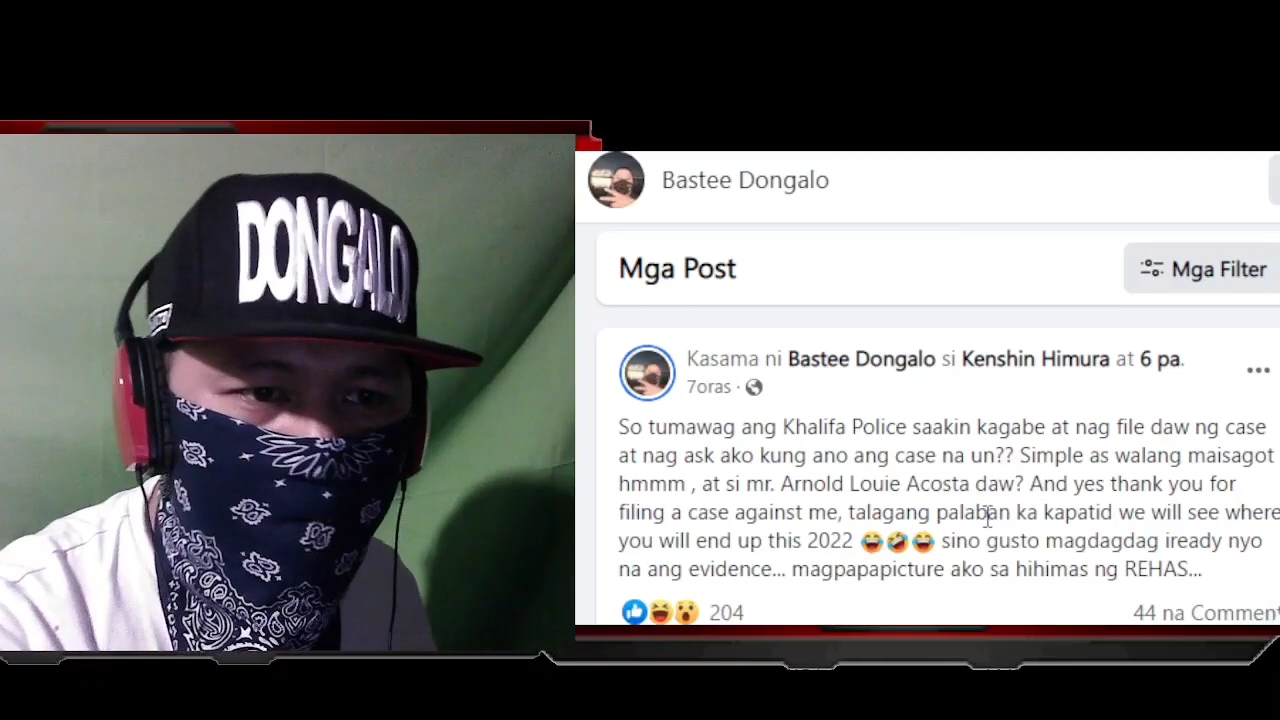 DONGALO
Bastee Dongalo
Mga Post
Mga Filter
Kasama ni Bastee Dongalo si Kenshin Himura at 6 pa.
7oras ·
So tumawag ang Khalifa Police saakin kagabe at nag file daw ng case
at nag ask ako kung ano ang case na un?? Simple as walang maisagot
hmmm , at si mr. Arnold Louie Acosta daw? And yes thank you for
filing a case against me, talagang palaban ka kapatid we will see where
you will end up this 2022 😂🤣😂 sino gusto magdagdag iready nyo
na ang evidence... magpapapicture ako sa hihimas ng REHAS...
204
44 na Comment